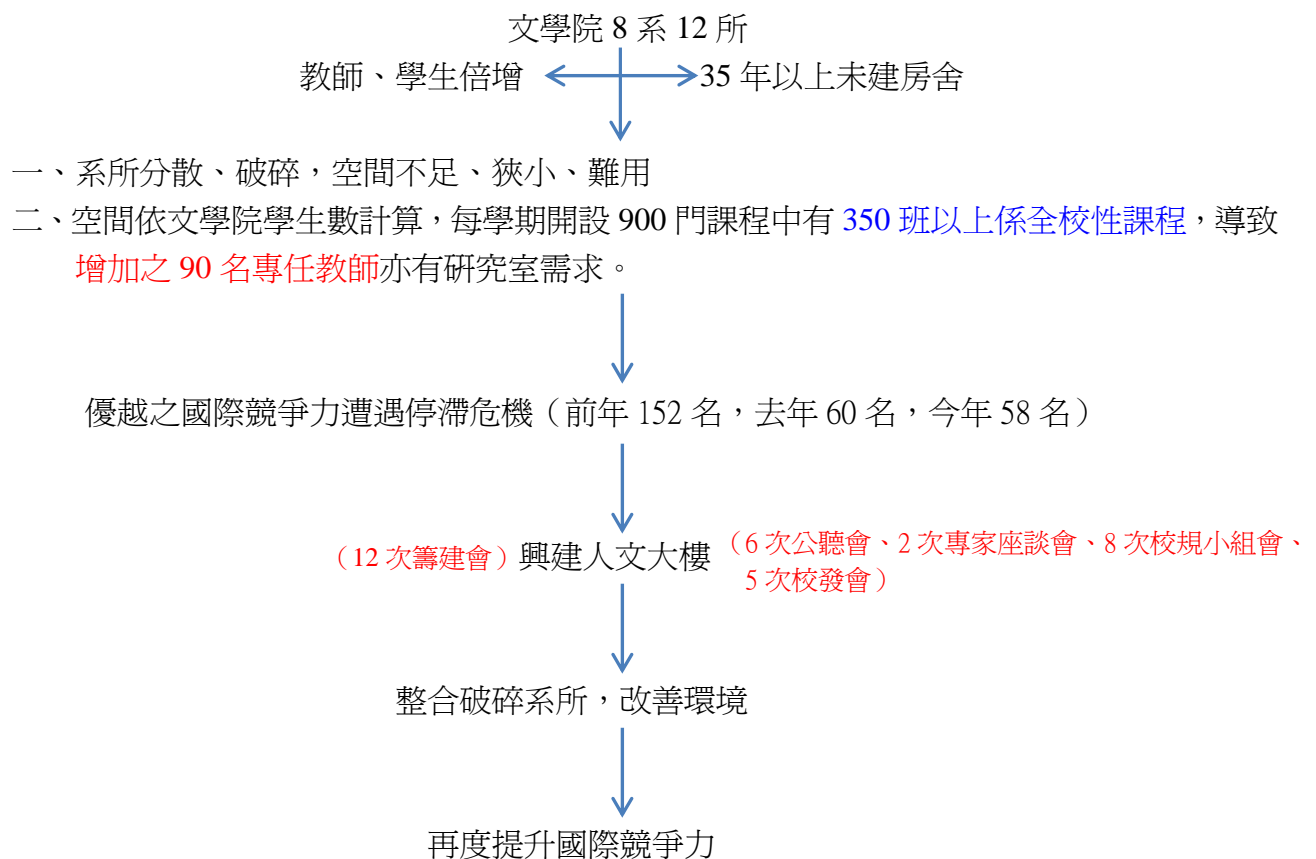 文學院 8 系 12 所
教師、學生倍增
35 年以上未建房舍
一、系所分散、破碎，空間不足、狹小、難用
二、空間依文學院學生數計算，每學期開設 900 門課程中有 350 班以上係全校性課程，導致
增加之 90 名專任教師亦有研究室需求。
優越之國際競爭力遭遇停滯危機（前年 152 名，去年 60 名，今年 58 名）
（12 次籌建會）興建人文大樓
（6 次公聽會、2 次專家座談會、8 次校規小組會、
5 次校發會）
整合破碎系所，改善環境
再度提升國際競爭力